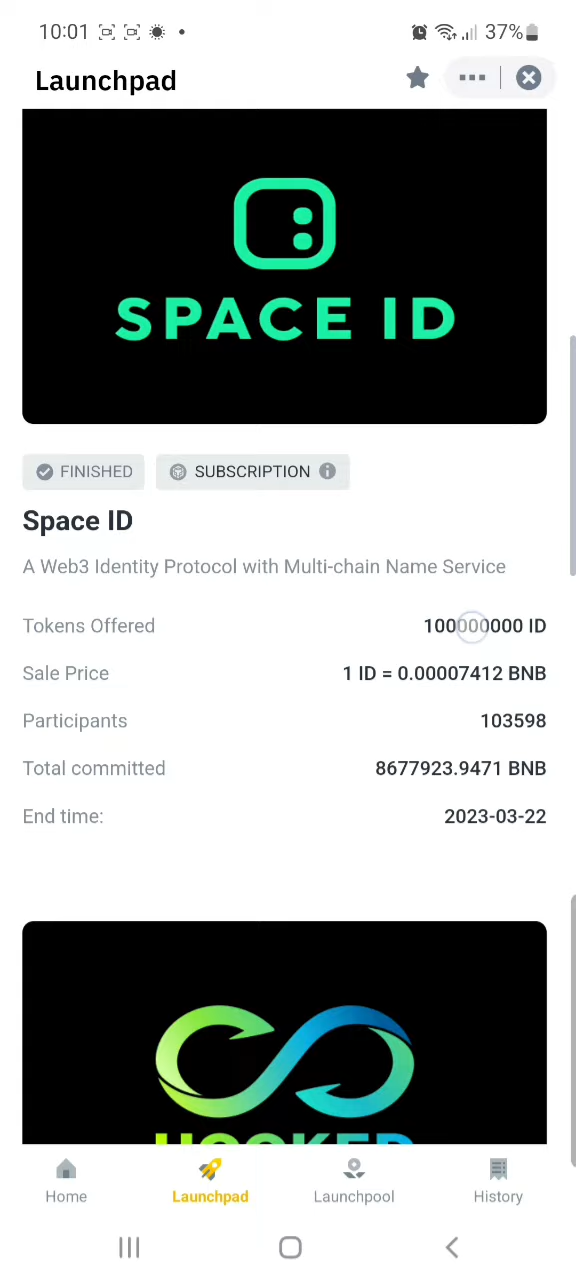 10:01
37%
Launchpad
SPACE ID
FINISHED
SUBSCRIPTION
Space ID
A Web3 Identity Protocol with Multi-chain Name Service
Tokens Offered 100000000 ID
Sale Price 1 ID = 0.00007412 BNB
Participants 103598
Total committed 8677923.9471 BNB
End time: 2023-03-22
HOOKED
Home Launchpad Launchpool History